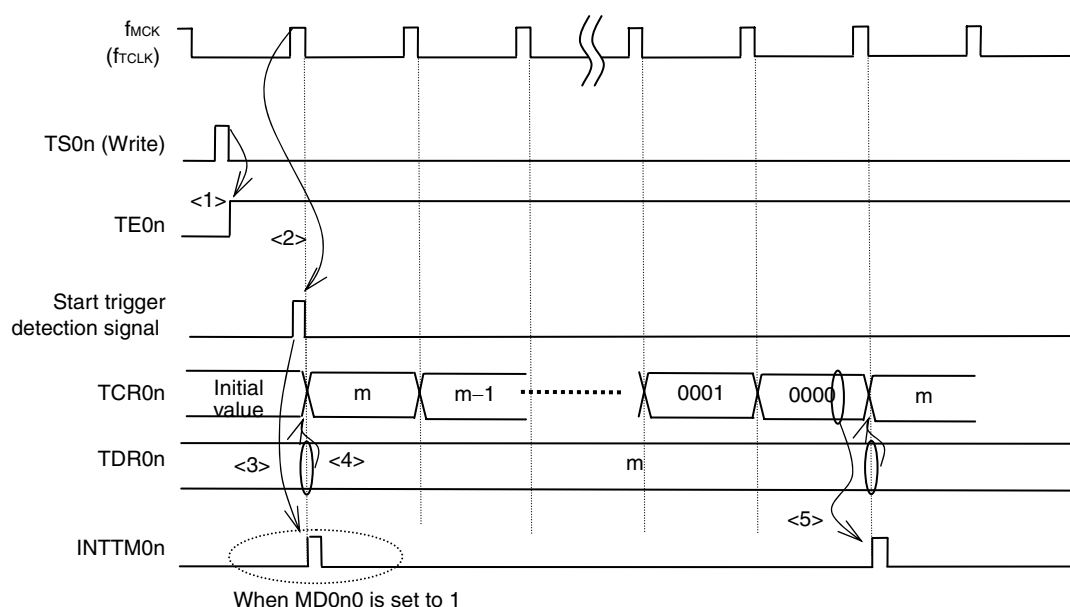 fMCK
(fTCLK)
TS0n (Write)
<1>
TE0n
<2>
Start trigger
detection signal
TCR0n
Initial
value
m
m−1
0001
0000
m
TDR0n
<3>
<4>
m
<5>
INTTM0n
When MD0n0 is set to 1